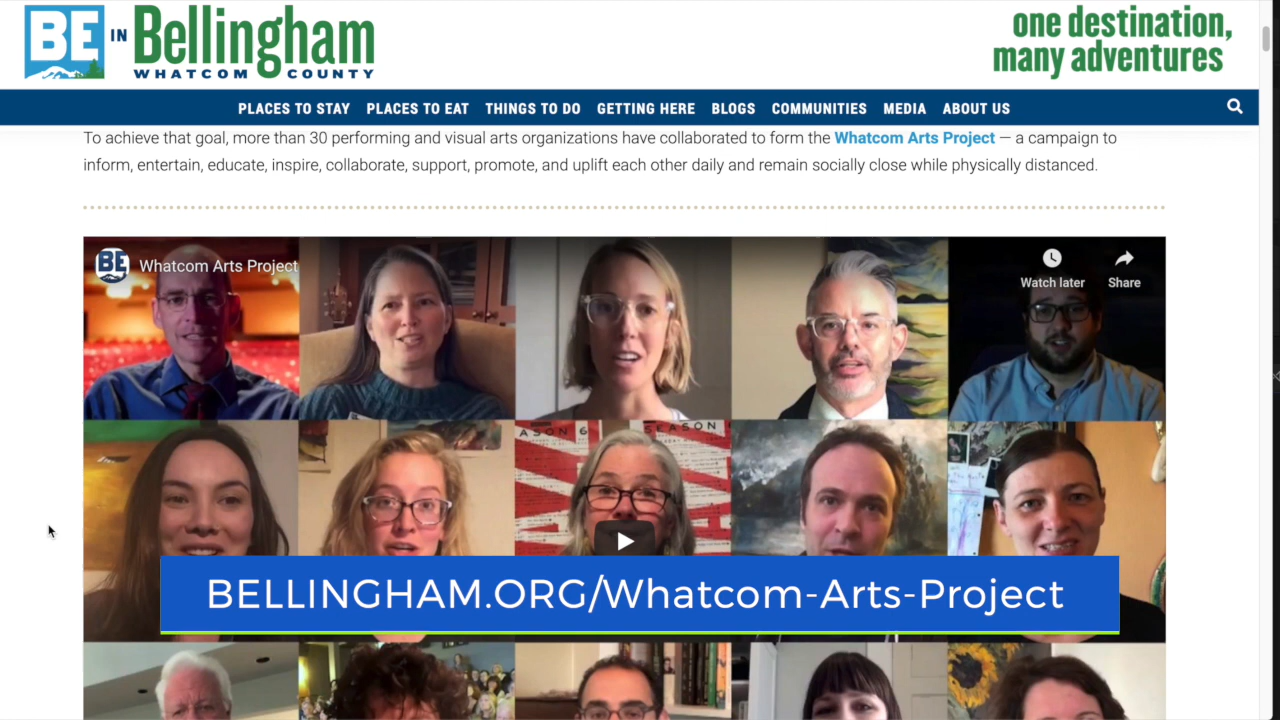 BE IN Bellingham
WHATCOM COUNTY
one destination,
many adventures
PLACES TO STAY PLACES TO EAT THINGS TO DO GETTING HERE BLOGS COMMUNITIES MEDIA ABOUT US
To achieve that goal, more than 30 performing and visual arts organizations have collaborated to form the Whatcom Arts Project — a campaign to
inform, entertain, educate, inspire, collaborate, support, promote, and uplift each other daily and remain socially close while physically distanced.
BE Whatcom Arts Project
Watch later Share
SEASON
BELLINGHAM.ORG/Whatcom-Arts-Project